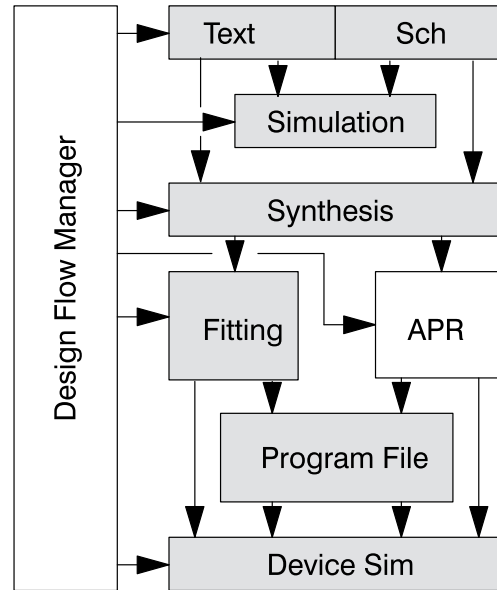 Design Flow Manager
Text
Sch
Simulation
Synthesis
Fitting
APR
Program File
Device Sim